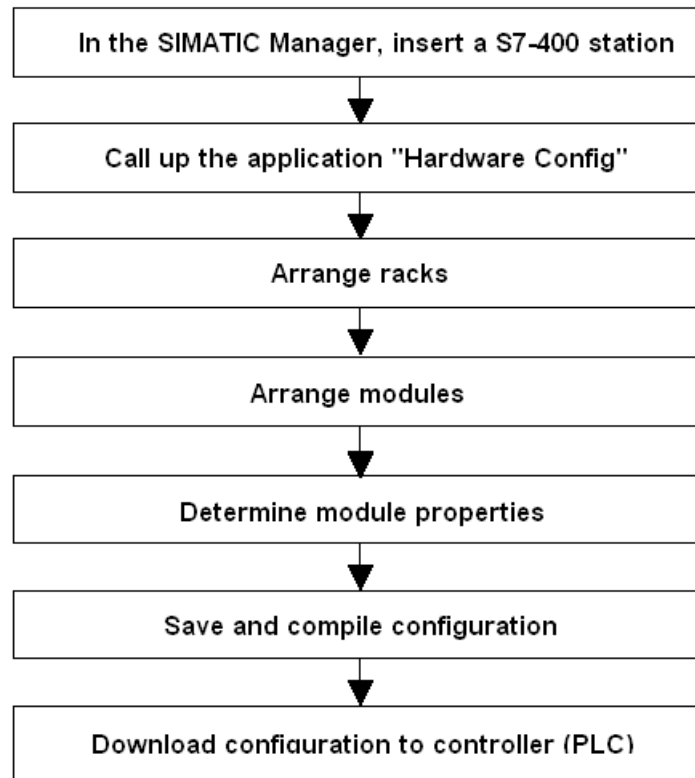 In the SIMATIC Manager, insert a S7-400 station
Call up the application "Hardware Config"
Arrange racks
Arrange modules
Determine module properties
Save and compile configuration
Download configuration to controller (PLC)